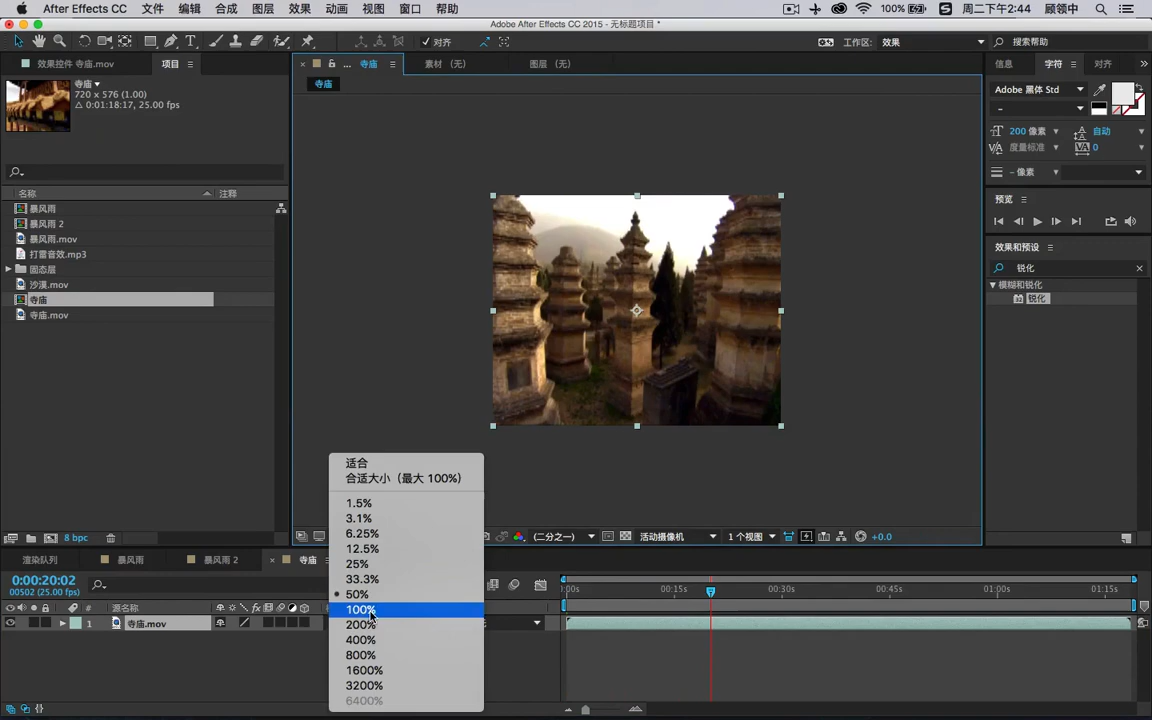 After Effects CC 文件 编辑 合成 图层 效果 动画 视图 窗口 帮助 100% 周二下午2:44 顾领中
Adobe After Effects CC 2015 - 无标题项目 *
对齐 工作区: 效果 搜索帮助
效果控件 寺庙.mov 项目
寺庙
720 x 576 (1.00)
Δ 0:01:18:17, 25.00 fps
名称 注释
暴风雨
暴风雨 2
暴风雨.mov
打雷音效.mp3
固态层
沙漠.mov
寺庙
寺庙.mov
8 bpc
... 寺庙 素材 (无) 图层 (无)
寺庙
(二分之一) 活动摄像机 1 个视图 +0.0
信息 字符 对齐
Adobe 黑体 Std
-
200 像素 自动
度量标准 0
- 像素
预览
效果和预设
锐化
模糊和锐化
锐化
适合
合适大小（最大 100%)
1.5%
3.1%
6.25%
12.5%
25%
33.3%
50%
100%
200%
400%
800%
1600%
3200%
6400%
渲染队列 暴风雨 暴风雨 2 寺庙
0:00:20:02
00502 (25.00 fps)
# 源名称
1 寺庙.mov
:00s 00:15s 00:30s 00:45s 01:00s 01:15s